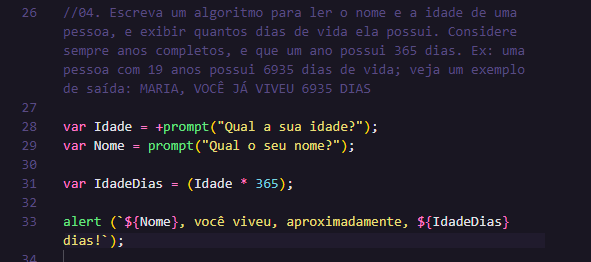 26 //04. Escreva um algoritmo para ler o nome e a idade de uma
pessoa, e exibir quantos dias de vida ela possui. Considere
sempre anos completos, e que um ano possui 365 dias. Ex: uma
pessoa com 19 anos possui 6935 dias de vida; veja um exemplo
de saída: MARIA, VOCÊ JÁ VIVEU 6935 DIAS
27
28 var Idade = +prompt("Qual a sua idade?");
29 var Nome = prompt("Qual o seu nome?");
30
31 var IdadeDias = (Idade * 365);
32
33 alert (`${Nome}, você viveu, aproximadamente, ${IdadeDias}
dias!`);
34